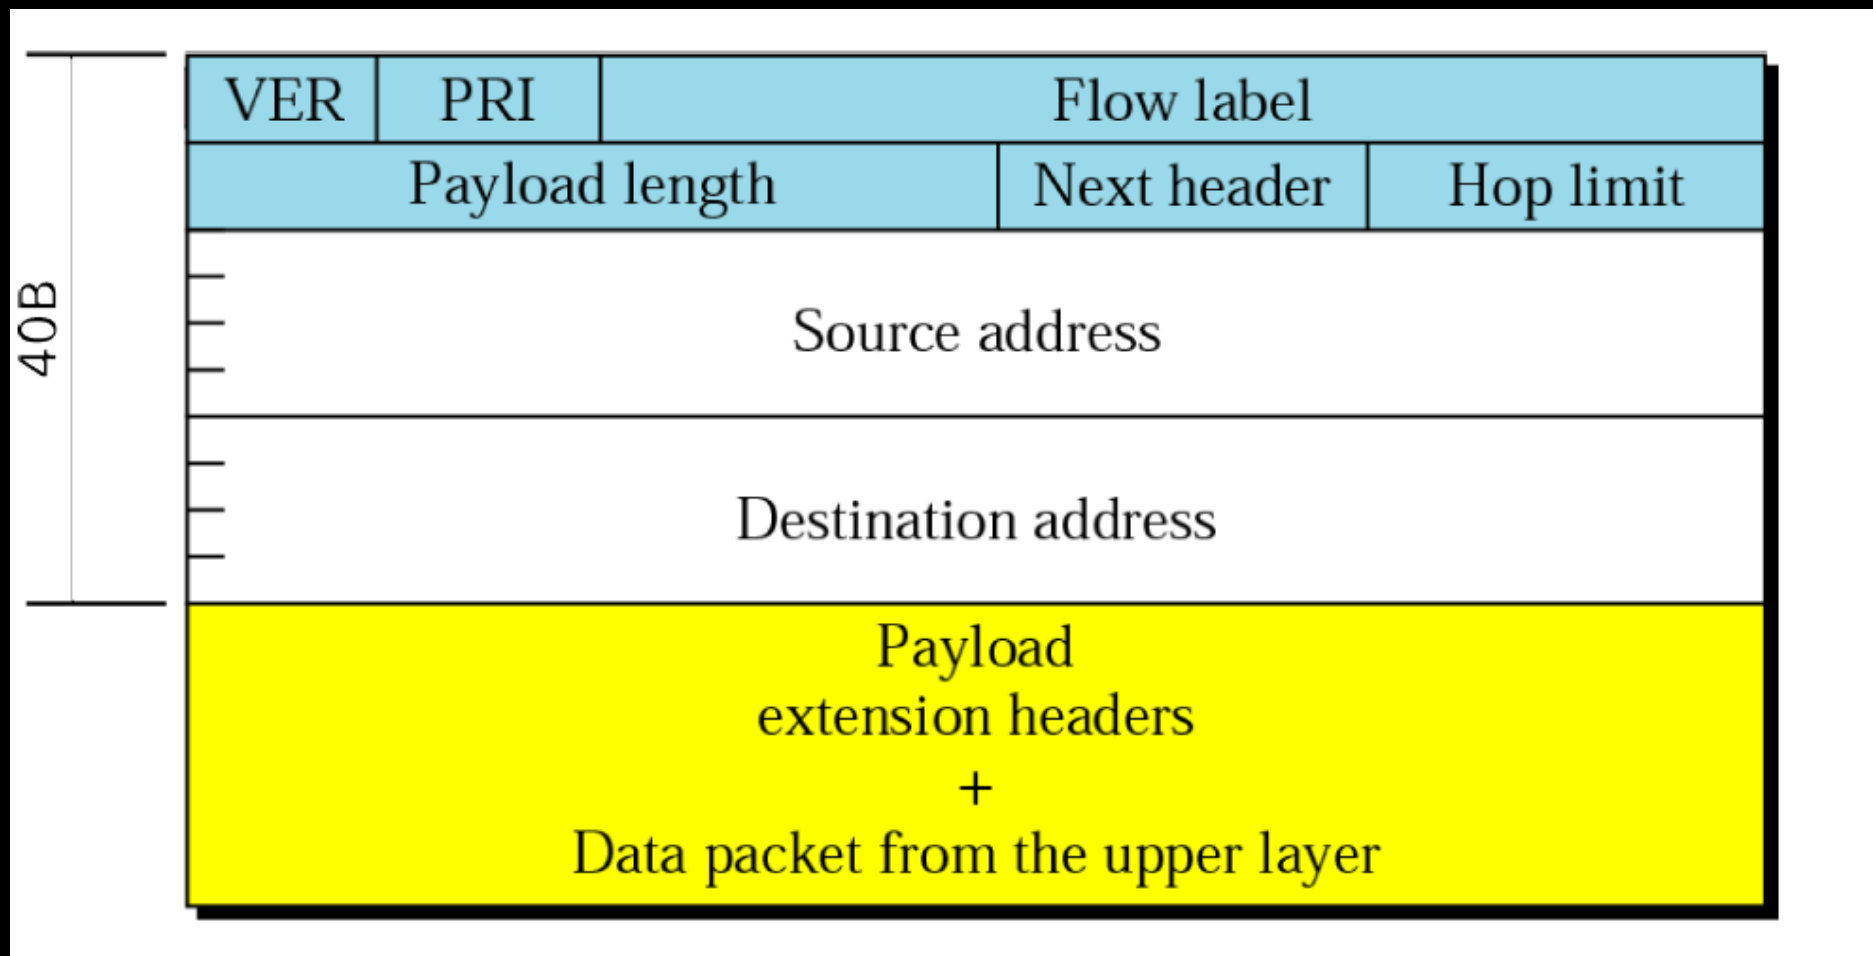 VER PRI Flow label
Payload length Next header Hop limit
40B
Source address
Destination address
Payload
extension headers
+
Data packet from the upper layer